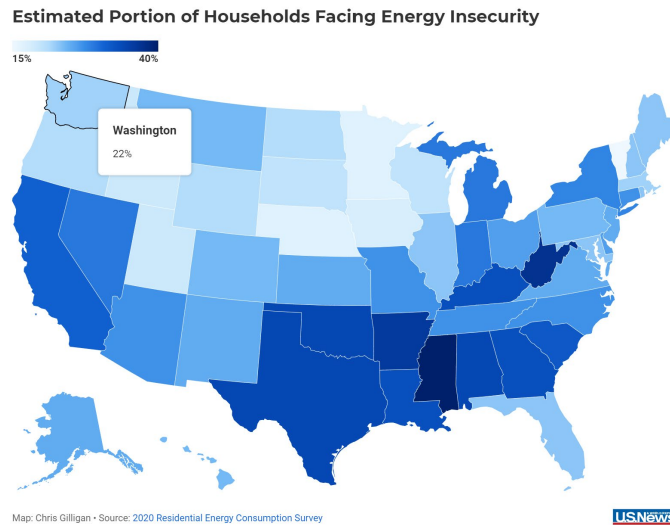 Estimated Portion of Households Facing Energy Insecurity
15% 40%
Washington
22%
Map: Chris Gilligan • Source: 2020 Residential Energy Consumption Survey
U.S.News